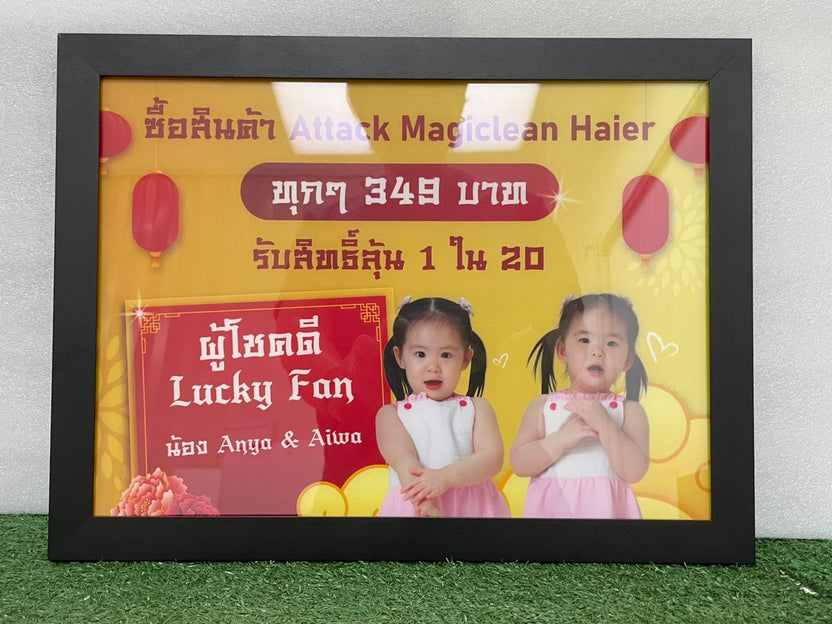 ซื้อสินค้า Attack Magiclean Haier
ทุกๆ 349 บาท
รับสิทธิ์ลุ้น 1 ใน 20
ผู้โชคดี
Lucky Fan
น้อง Anya & Aiwa